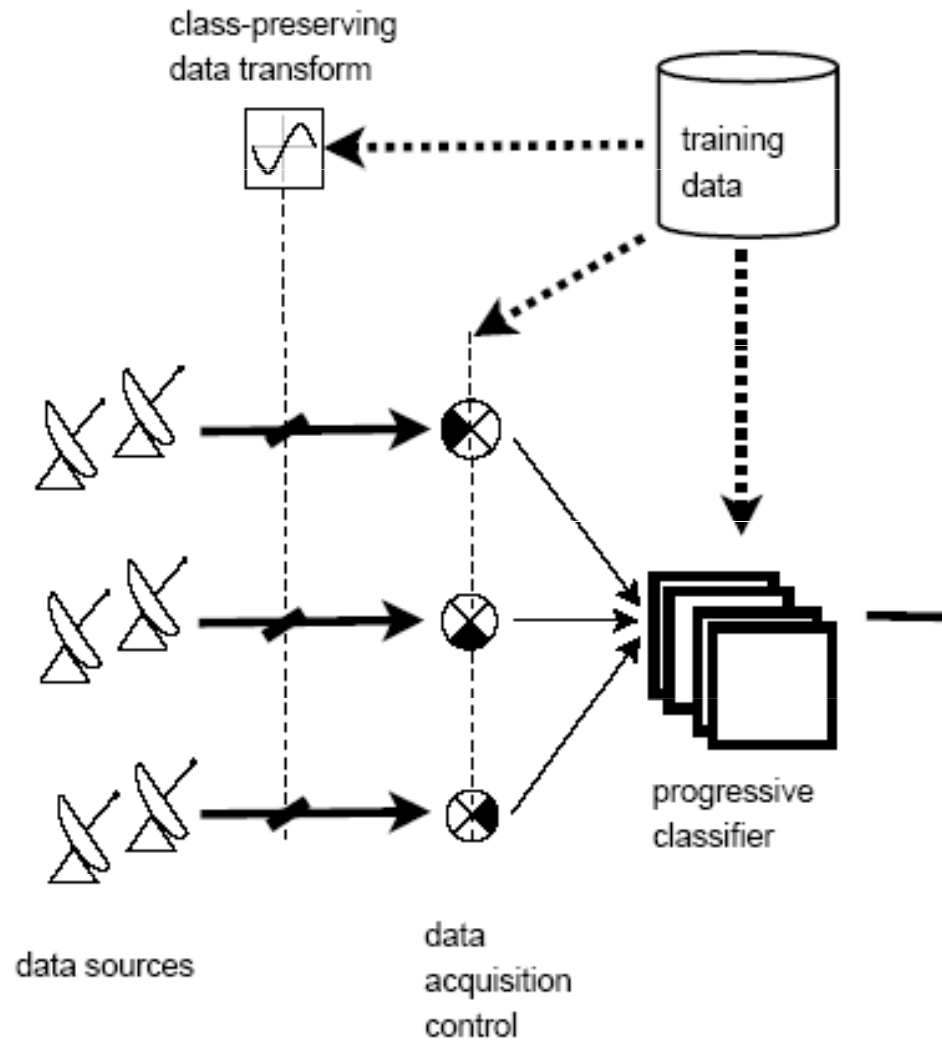 class-preserving
data transform
training
data
progressive
classifier
data sources
data
acquisition
control